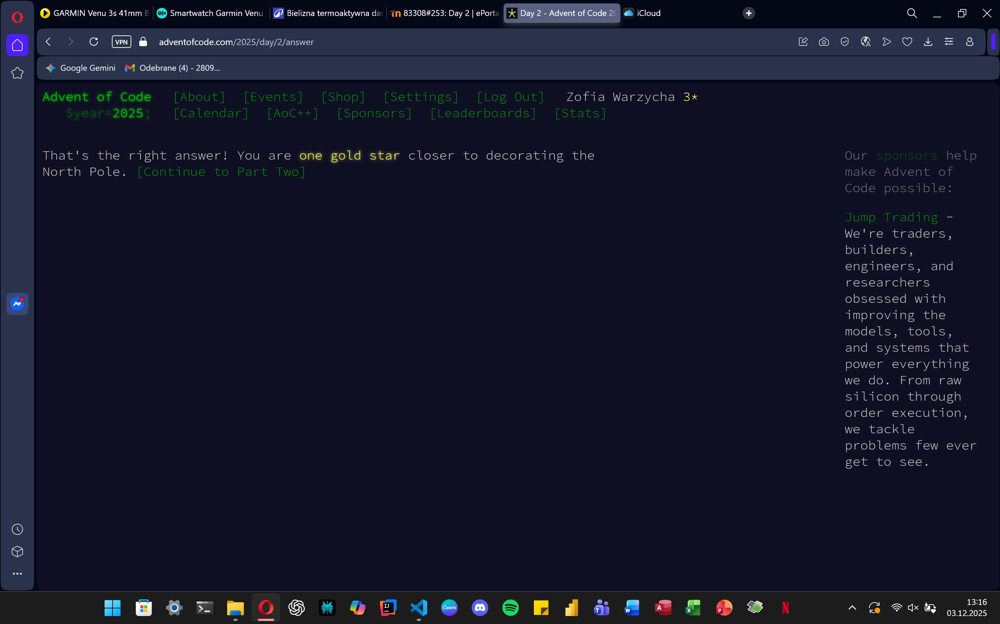 GARMIN Venu 3s 41mm B
Smartwatch Garmin Venu
Bielizna termoaktywna da
83308#253: Day 2 | ePorta
Day 2 - Advent of Code 20
iCloud
VPN
adventofcode.com/2025/day/2/answer
Google Gemini
Odebrane (4) - 2809...
Advent of Code [About] [Events] [Shop] [Settings] [Log Out] Zofia Warzycha 3*
$year=2025; [Calendar] [AoC++] [Sponsors] [Leaderboards] [Stats]
That's the right answer! You are one gold star closer to decorating the
North Pole. [Continue to Part Two]
Our sponsors help
make Advent of
Code possible:
Jump Trading -
We're traders,
builders,
engineers, and
researchers
obsessed with
improving the
models, tools,
and systems that
power everything
we do. From raw
silicon through
order execution,
we tackle
problems few ever
get to see.
13:16
03.12.2025